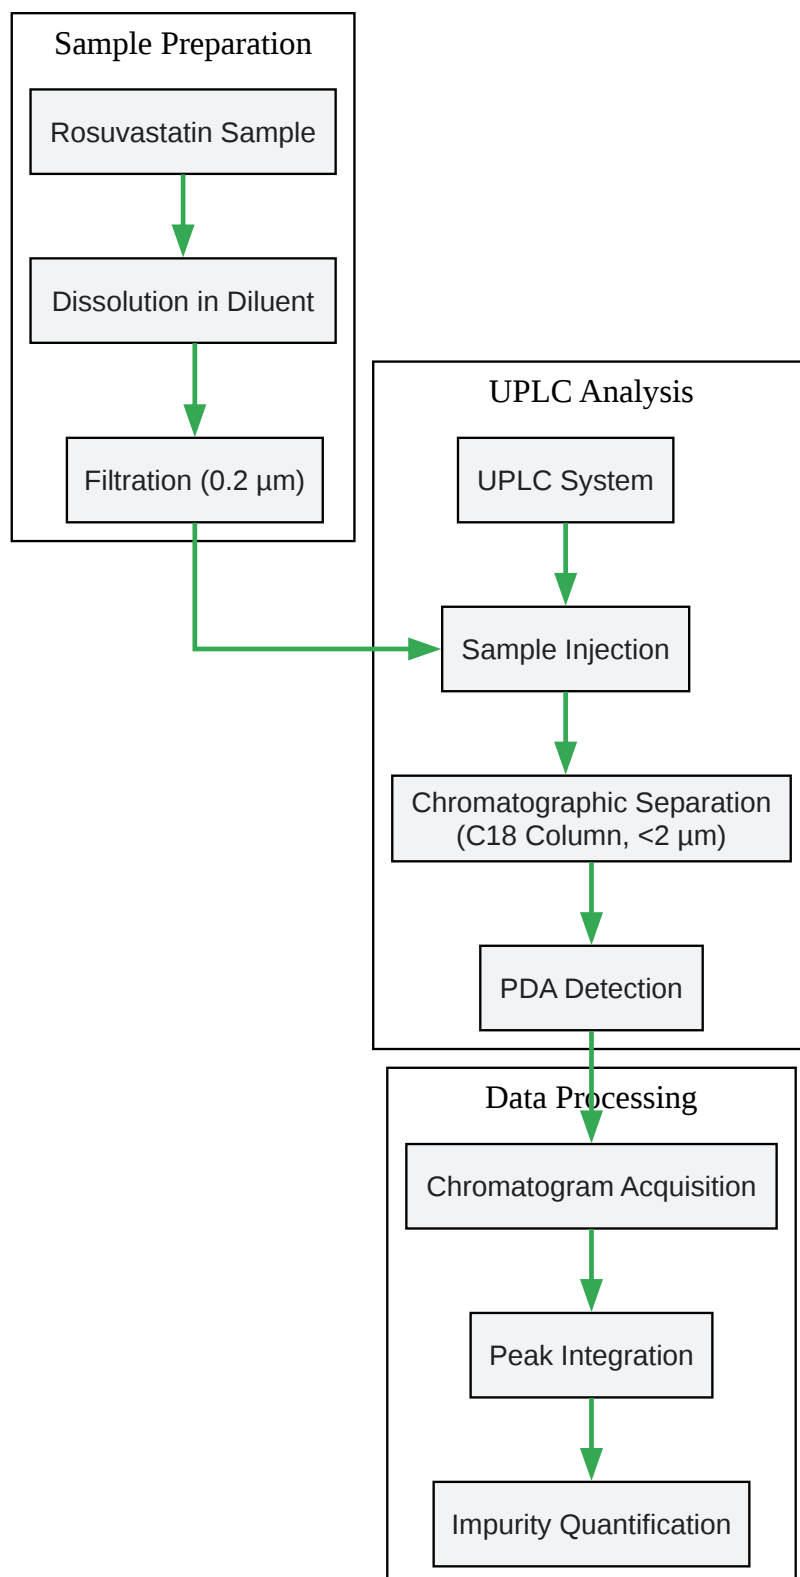 Sample Preparation
Rosuvastatin Sample
Dissolution in Diluent
Filtration (0.2 µm)
UPLC Analysis
UPLC System
Sample Injection
Chromatographic Separation
(C18 Column, <2 µm)
PDA Detection
Data Processing
Chromatogram Acquisition
Peak Integration
Impurity Quantification